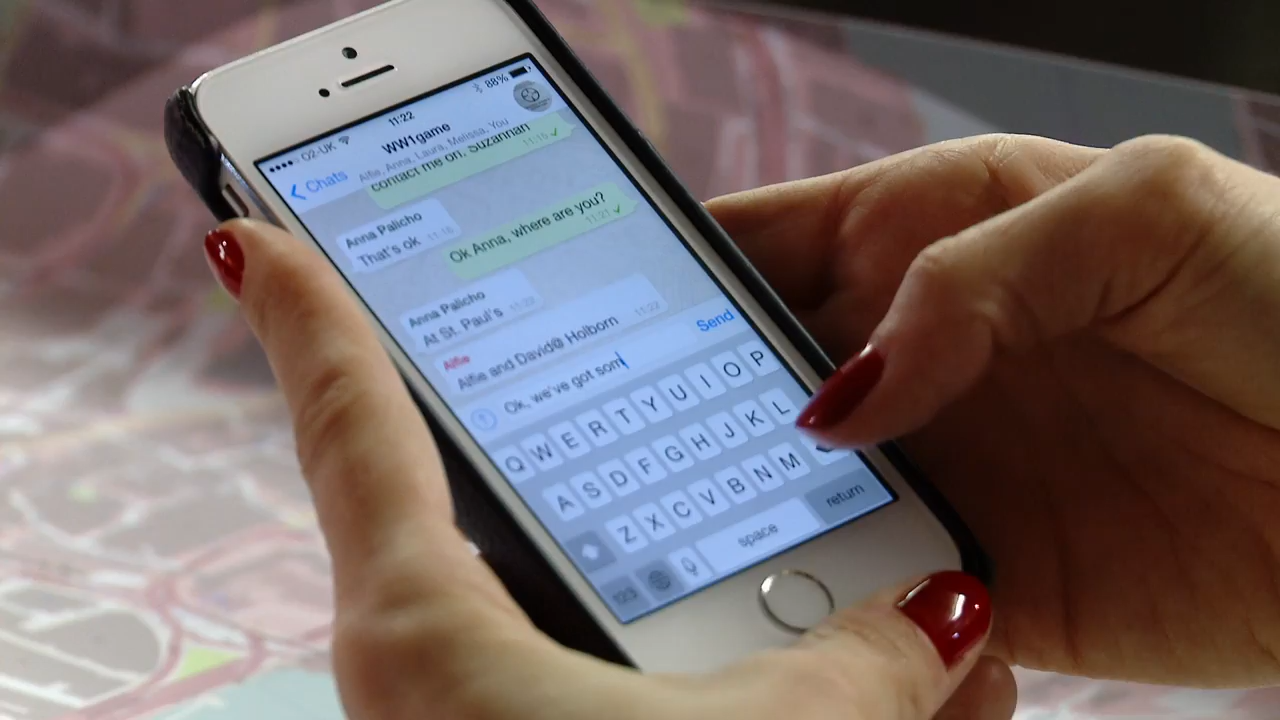 O2-UK 11:22 88%
Chats WW1game
Alfie, Anna, Laura, Melissa, You
contact me on. Suzannah
11:15
Anna Palicho
That's ok 11:16
Ok Anna, where are you?
11:21
Anna Palicho
At St. Paul's 11:22
Alfie
Alfie and David@ Holborn 11:22
Ok, we've got som Send
Q W E R T Y U I O P
A S D F G H J K L
Z X C V B N M
123 space return